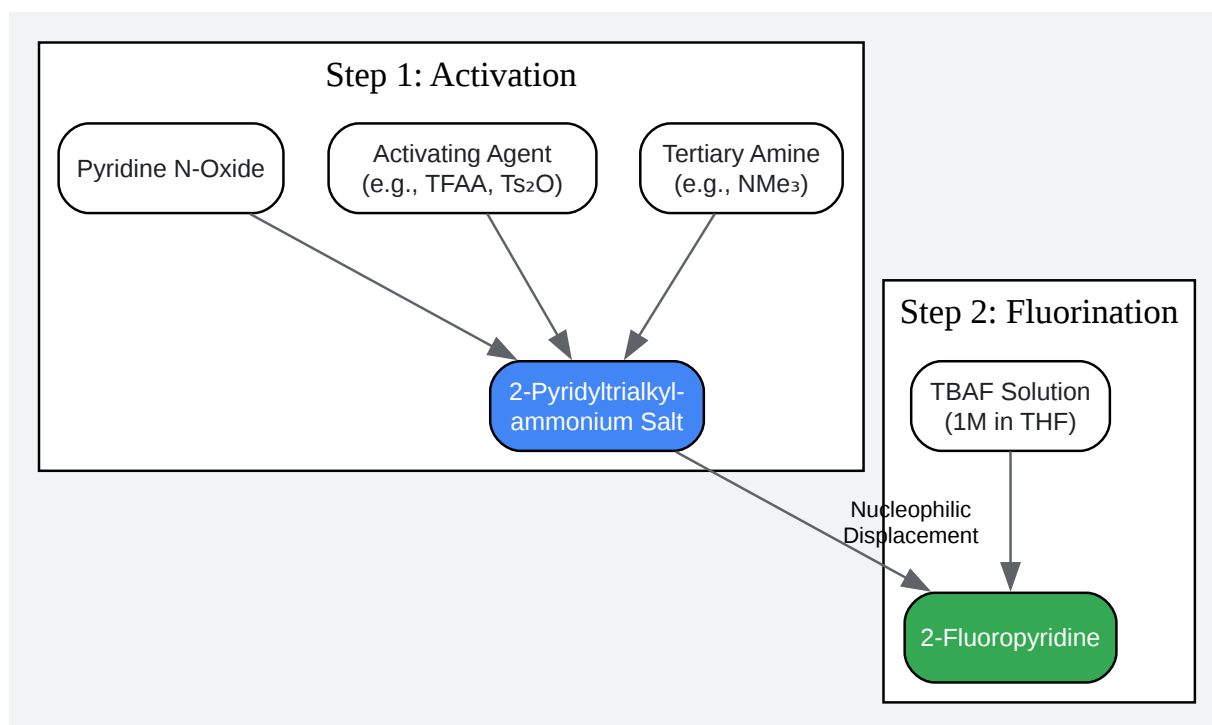 Step 1: Activation
Pyridine N-Oxide
Activating Agent
(e.g., TFAA, Ts₂O)
Tertiary Amine
(e.g., NMe₃)
2-Pyridyltrialkyl-
ammonium Salt
Step 2: Fluorination
TBAF Solution
(1M in THF)
Nucleophilic
Displacement
2-Fluoropyridine